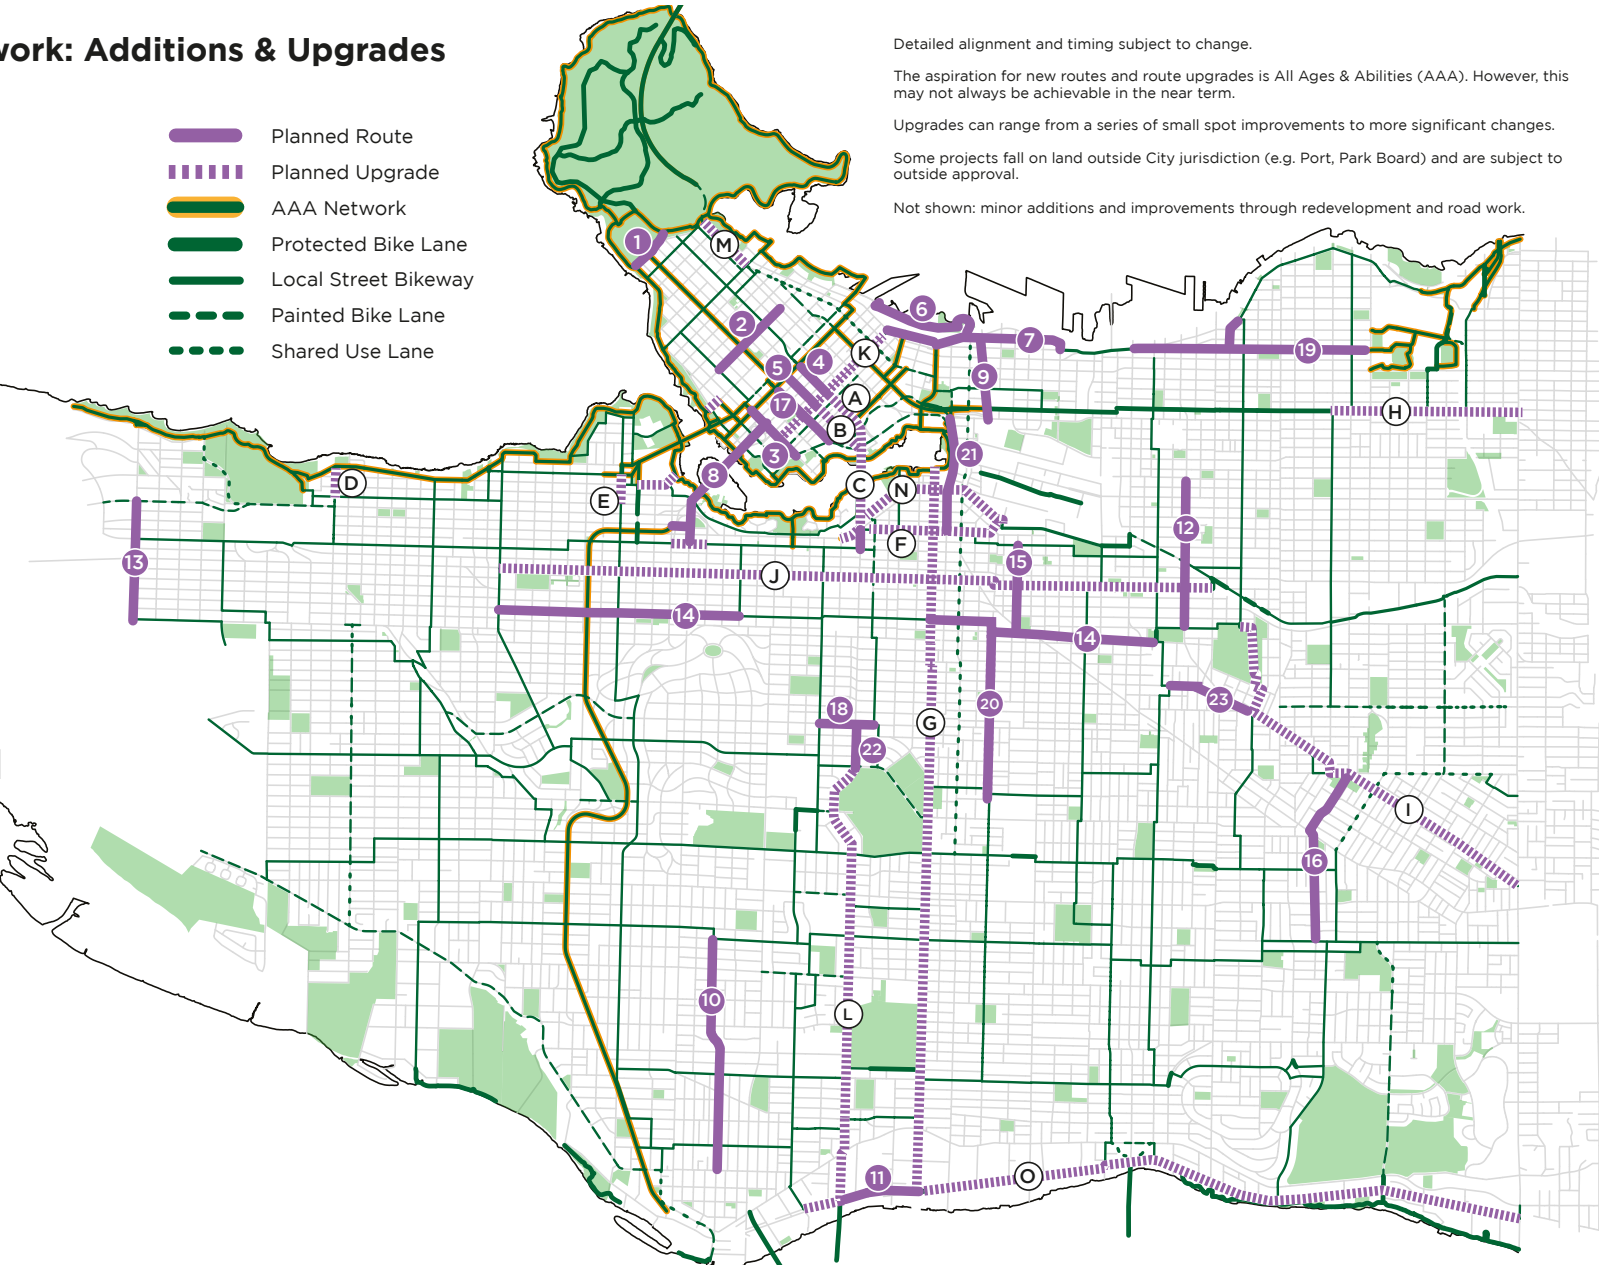 work: Additions & Upgrades
Planned Route
Planned Upgrade
AAA Network
Protected Bike Lane
Local Street Bikeway
Painted Bike Lane
Shared Use Lane
Detailed alignment and timing subject to change.
The aspiration for new routes and route upgrades is All Ages & Abilities (AAA). However, this
may not always be achievable in the near term.
Upgrades can range from a series of small spot improvements to more significant changes.
Some projects fall on land outside City jurisdiction (e.g. Port, Park Board) and are subject to
outside approval.
Not shown: minor additions and improvements through redevelopment and road work.
1
M
6
2
7
K
19
5
4
9
A
17
H
B
3
21
8
D
C
N
E
12
F
13
15
J
14
14
23
20
18
G
22
I
16
10
L
11
O